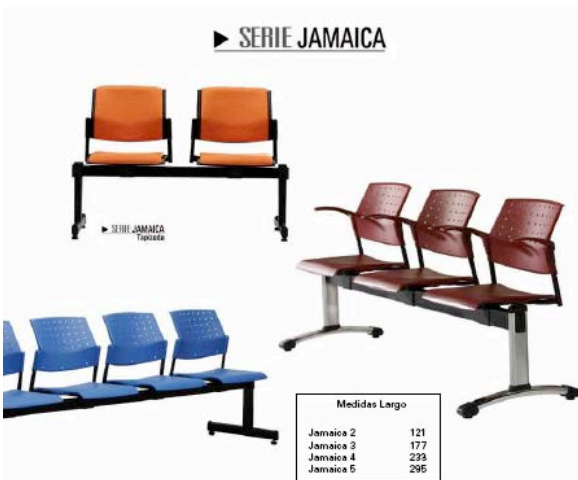 ▶ SERIE JAMAICA
▶ SERIE JAMAICA
Tapizada
Medidas Largo
Jamaica 2 121
Jamaica 3 177
Jamaica 4 233
Jamaica 5 295